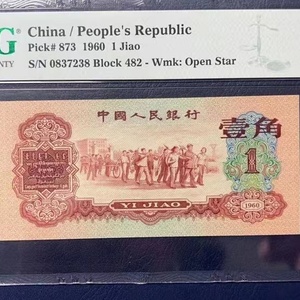 G
NTY
China / People's Republic
Pick# 873 1960 1 Jiao
S/N 0837238 Block 482 - Wmk: Open Star
中國人民銀行
壹角
1
YI JIAO
1960